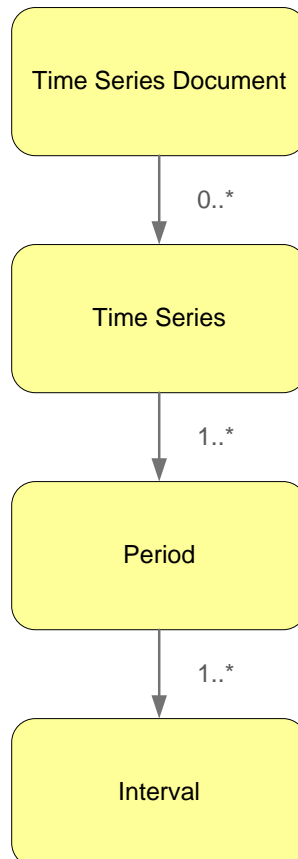 Time Series Document
0..*
Time Series
1..*
Period
1..*
Interval